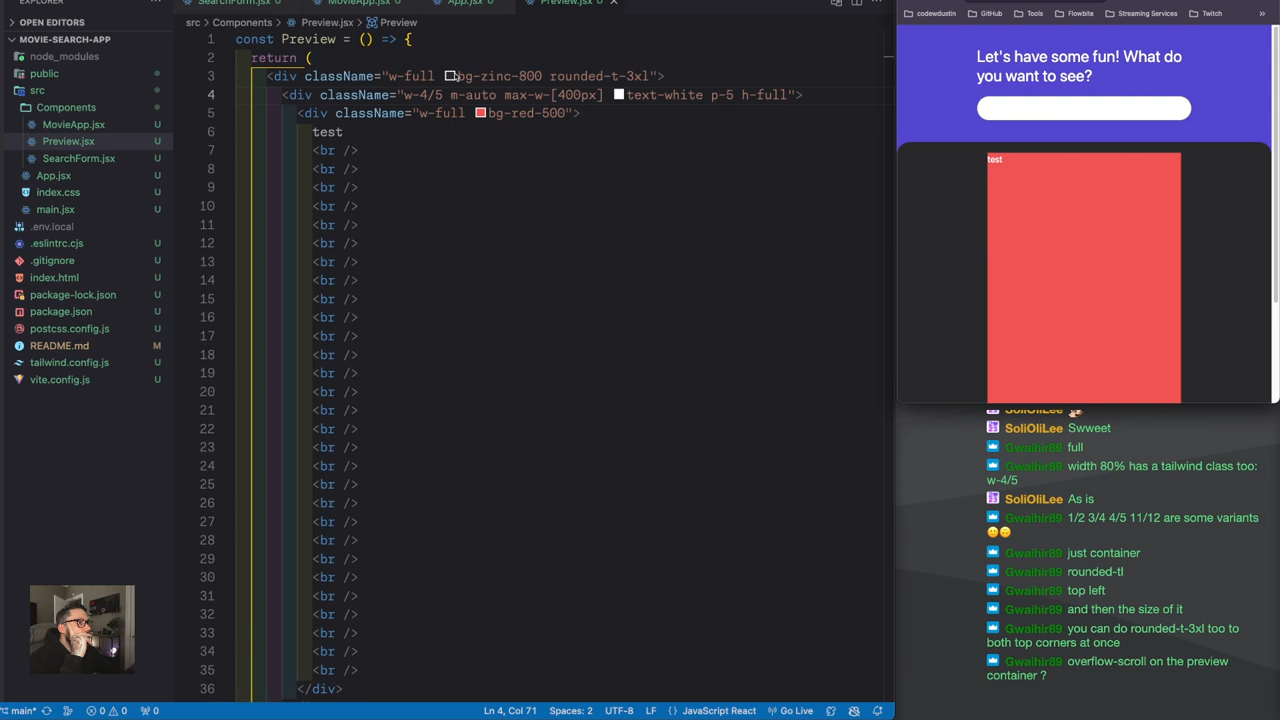 EXPLORER
OPEN EDITORS
MOVIE-SEARCH-APP
node_modules
public U
src U
Components U
MovieApp.jsx U
Preview.jsx U
SearchForm.jsx U
App.jsx U
index.css U
main.jsx U
.env.local
.eslintrc.cjs U
.gitignore U
index.html U
package-lock.json U
package.json U
postcss.config.js U
README.md M
tailwind.config.js U
vite.config.js U
SearchForm.jsx U
MovieApp.jsx U
App.jsx U
Preview.jsx U
src > Components > Preview.jsx > Preview
1 const Preview = () => {
2 return (
3 <div className="w-full bg-zinc-800 rounded-t-3xl">
4 <div className="w-4/5 m-auto max-w-[400px] text-white p-5 h-full">
5 <div className="w-full bg-red-500">
6 test
7 <br />
8 <br />
9 <br />
10 <br />
11 <br />
12 <br />
13 <br />
14 <br />
15 <br />
16 <br />
17 <br />
18 <br />
19 <br />
20 <br />
21 <br />
22 <br />
23 <br />
24 <br />
25 <br />
26 <br />
27 <br />
28 <br />
29 <br />
30 <br />
31 <br />
32 <br />
33 <br />
34 <br />
35 <br />
36 </div>
main* 0 0 0
Ln 4, Col 71 Spaces: 2 UTF-8 LF {} JavaScript React Go Live
codewdustin GitHub Tools Flowbite Streaming Services Twitch »
Let's have some fun! What do
you want to see?
test
SoliOliLee
SoliOliLee Swweet
Gwaihir89 full
Gwaihir89 width 80% has a tailwind class too:
w-4/5
SoliOliLee As is
Gwaihir89 1/2 3/4 4/5 11/12 are some variants
Gwaihir89 just container
Gwaihir89 rounded-tl
Gwaihir89 top left
Gwaihir89 and then the size of it
Gwaihir89 you can do rounded-t-3xl too to
both top corners at once
Gwaihir89 overflow-scroll on the preview
container ?